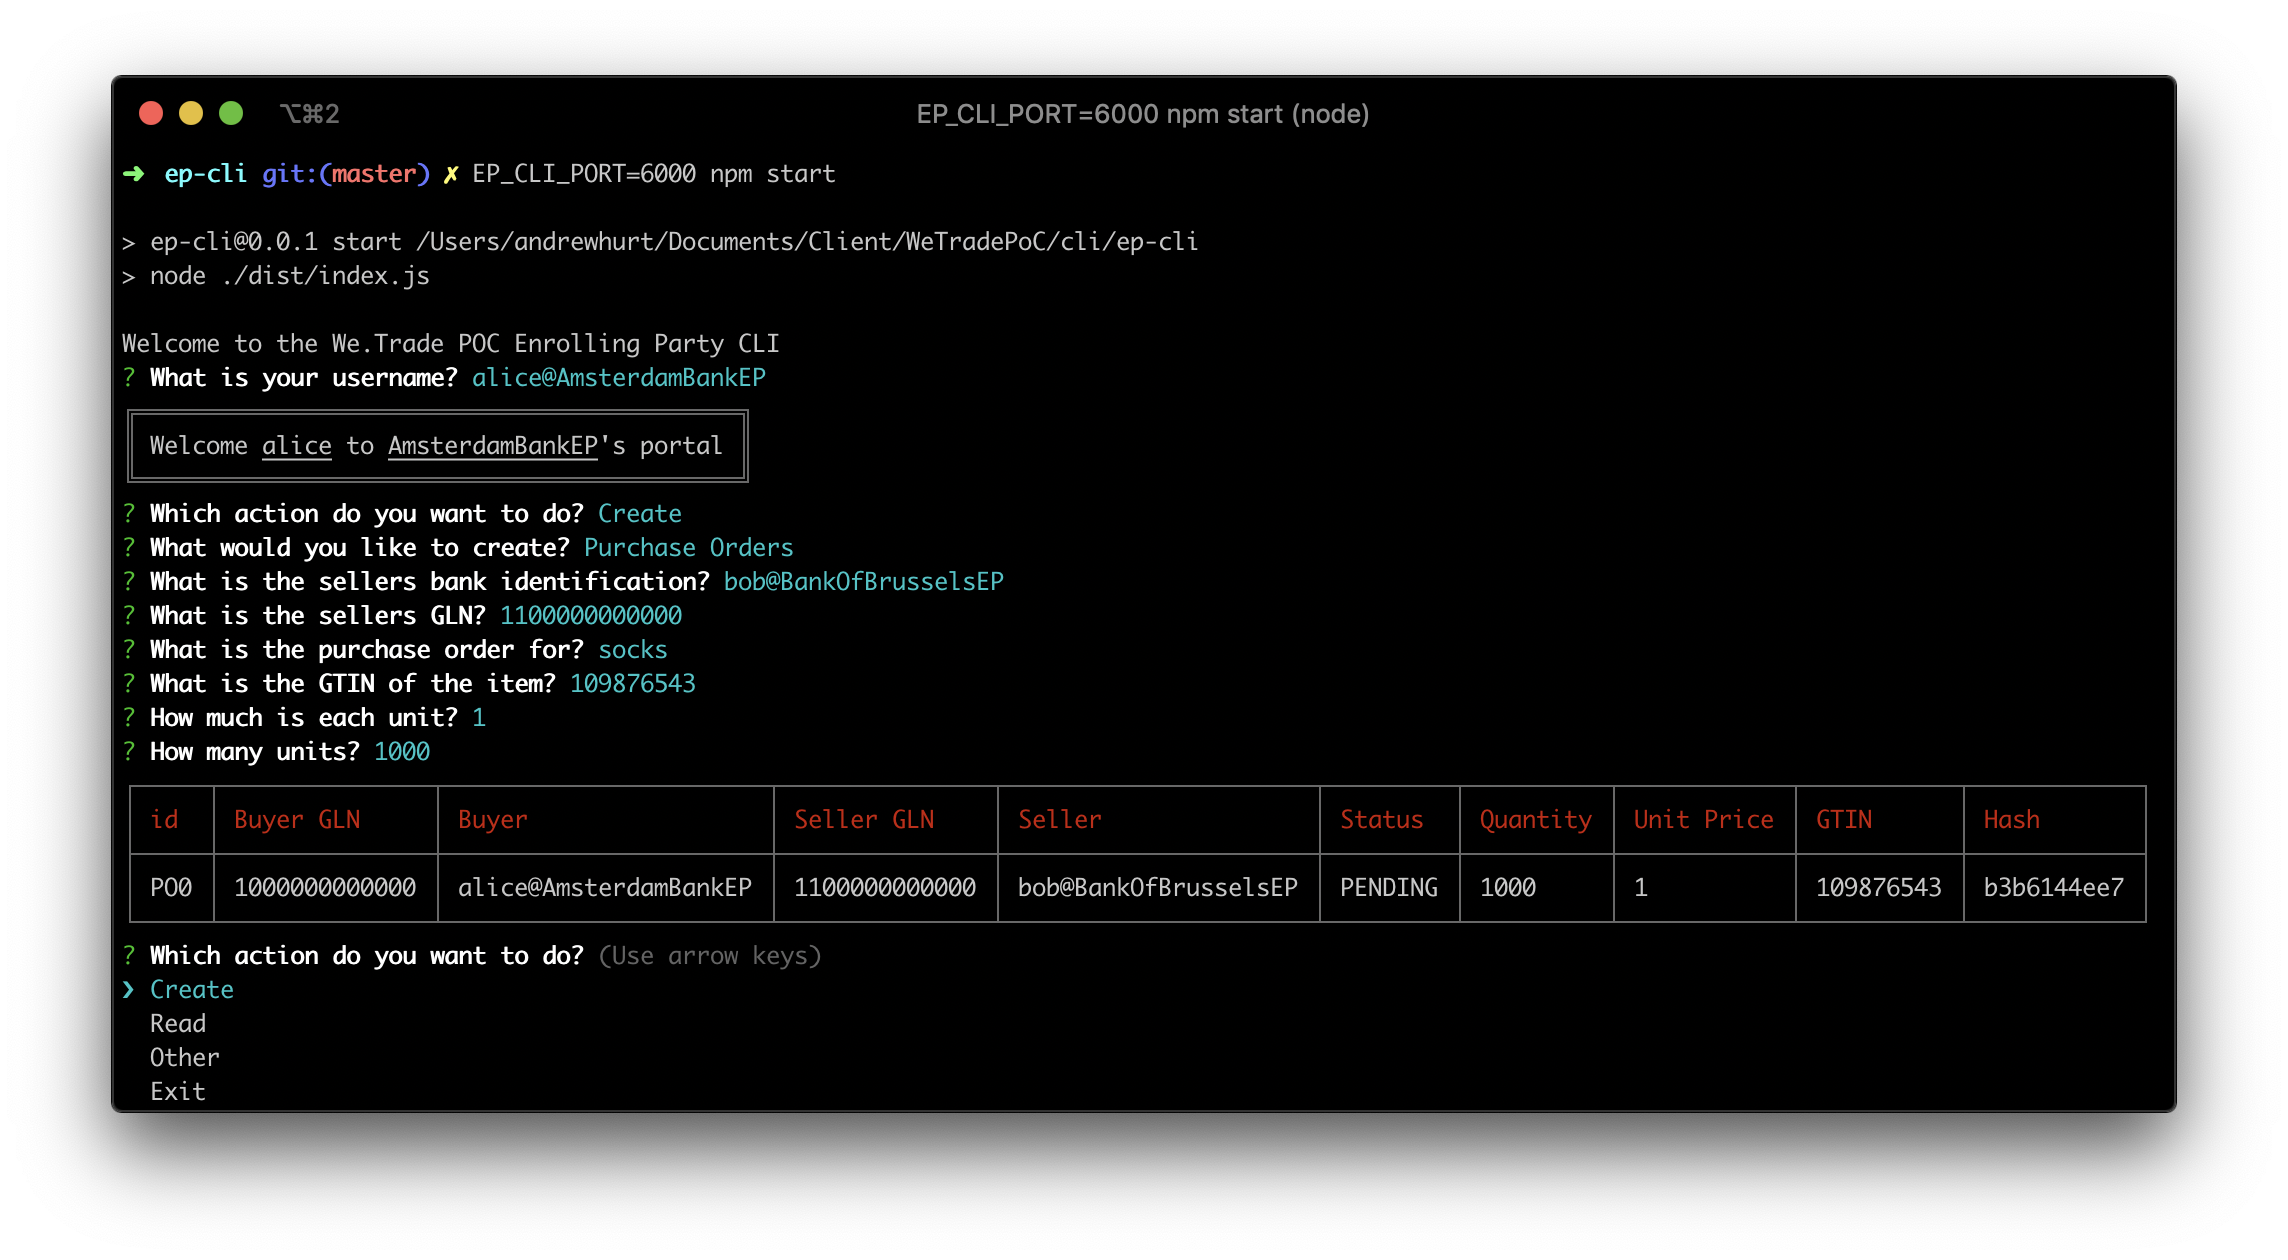 ⌥⌘2
EP_CLI_PORT=6000 npm start (node)
➜ ep-cli git:(master) ✗ EP_CLI_PORT=6000 npm start
> ep-cli@0.0.1 start /Users/andrewhurt/Documents/Client/WeTradePoC/cli/ep-cli
> node ./dist/index.js
Welcome to the We.Trade POC Enrolling Party CLI
? What is your username? alice@AmsterdamBankEP
Welcome alice to AmsterdamBankEP's portal
? Which action do you want to do? Create
? What would you like to create? Purchase Orders
? What is the sellers bank identification? bob@BankOfBrusselsEP
? What is the sellers GLN? 1100000000000
? What is the purchase order for? socks
? What is the GTIN of the item? 109876543
? How much is each unit? 1
? How many units? 1000
id Buyer GLN Buyer Seller GLN Seller Status Quantity Unit Price GTIN Hash
PO0 1000000000000 alice@AmsterdamBankEP 1100000000000 bob@BankOfBrusselsEP PENDING 1000 1 109876543 b3b6144ee7
? Which action do you want to do? (Use arrow keys)
❯ Create
Read
Other
Exit